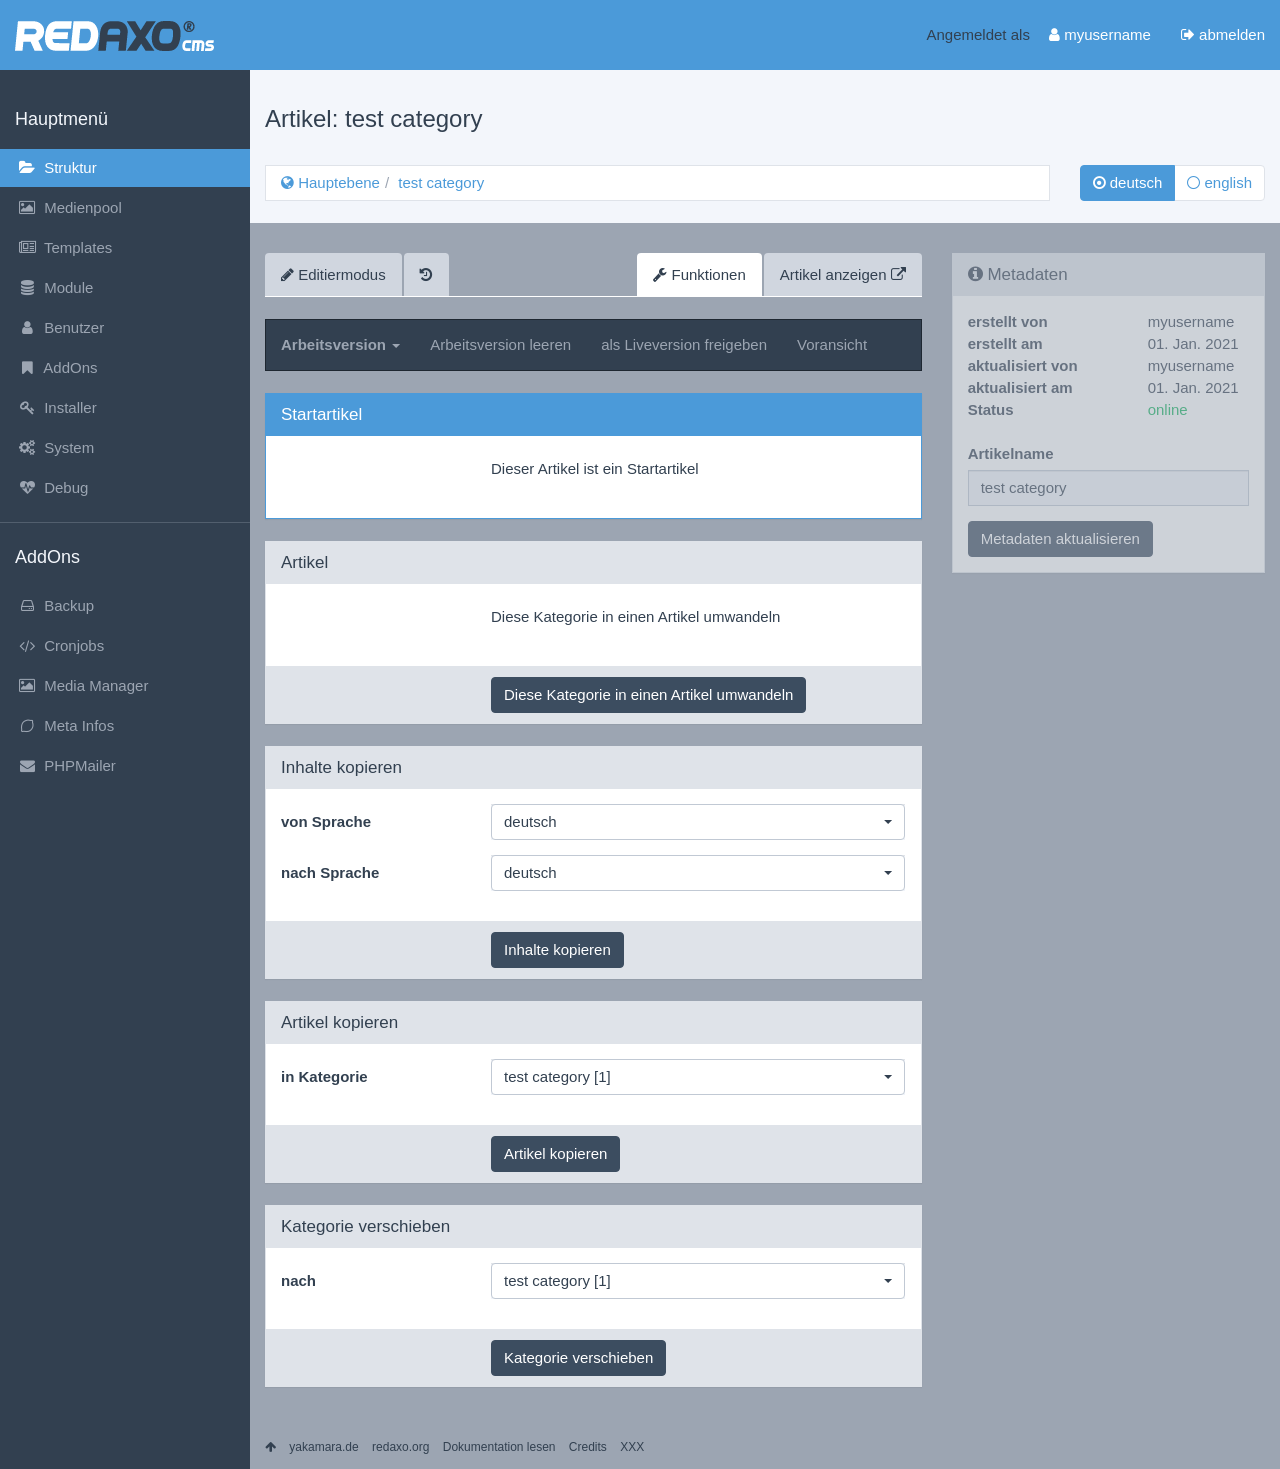 REDAXO® cms
Angemeldet als myusername abmelden
Hauptmenü
Struktur
Medienpool
Templates
Module
Benutzer
AddOns
Installer
System
Debug
AddOns
Backup
Cronjobs
Media Manager
Meta Infos
PHPMailer
Artikel: test category
Hauptebene / test category
deutsch english
Editiermodus
Funktionen Artikel anzeigen
Arbeitsversion Arbeitsversion leeren als Liveversion freigeben Voransicht
Startartikel
Dieser Artikel ist ein Startartikel
Artikel
Diese Kategorie in einen Artikel umwandeln
Diese Kategorie in einen Artikel umwandeln
Inhalte kopieren
von Sprache deutsch
nach Sprache deutsch
Inhalte kopieren
Artikel kopieren
in Kategorie test category [1]
Artikel kopieren
Kategorie verschieben
nach test category [1]
Kategorie verschieben
Metadaten
erstellt von myusername
erstellt am 01. Jan. 2021
aktualisiert von myusername
aktualisiert am 01. Jan. 2021
Status online
Artikelname
test category
Metadaten aktualisieren
yakamara.de redaxo.org Dokumentation lesen Credits XXX